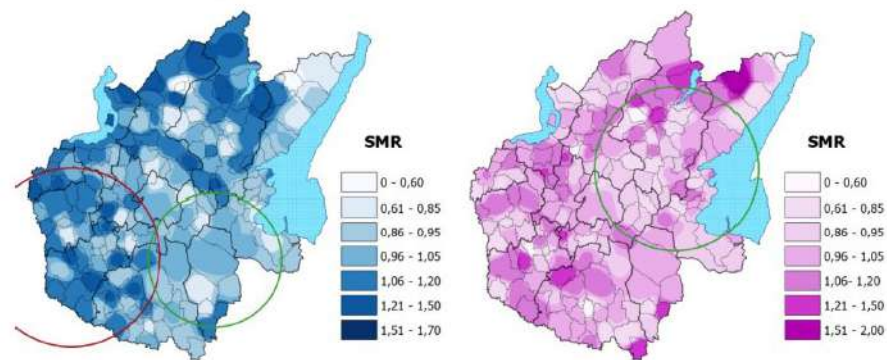 SMR
0 - 0,60
0,61 - 0,85
0,86 - 0,95
0,96 - 1,05
1,06 - 1,20
1,21 - 1,50
1,51 - 1,70
SMR
0 - 0,60
0,61 - 0,85
0,86 - 0,95
0,96 - 1,05
1,06- 1,20
1,21 - 1,50
1,51 - 2,00